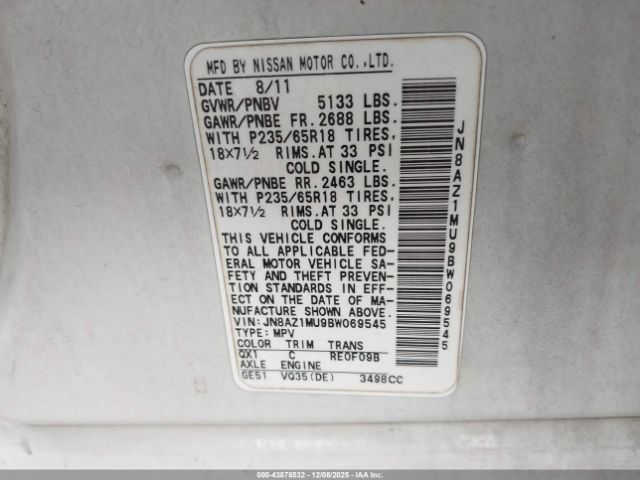 MFD BY NISSAN MOTOR CO.,LTD.
DATE 8/11
GVWR/PNBV 5133 LBS.
GAWR/PNBE FR. 2688 LBS.
WITH P235/65R18 TIRES.
18X7½ RIMS. AT 33 PSI
COLD SINGLE.
GAWR/PNBE RR. 2463 LBS.
WITH P235/65R18 TIRES.
18X7½ RIMS. AT 33 PSI
COLD SINGLE.
THIS VEHICLE CONFORMS
TO ALL APPLICABLE FED-
ERAL MOTOR VEHICLE SA-
FETY AND THEFT PREVEN-
TION STANDARDS IN EFF-
ECT ON THE DATE OF MA-
NUFACTURE SHOWN ABOVE.
VIN:JN8AZ1MU9BW069545
TYPE: MPV
COLOR TRIM TRANS
QX1 C RE0F09B
AXLE ENGINE
GE51 VQ35(DE) 3498CC
JN8AZ1MU9BW069545
000-43878532 | 12/08/2025 - COPYRIGHT IAA, LLC.